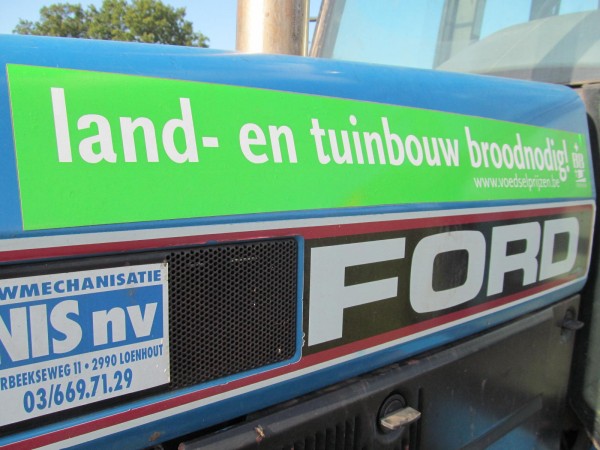 land- en tuinbouw broodnodig!
www.voedselprijzen.be
FORD
WMECHANISATIE
NIS nv
RBEEKSEWEG 11 • 2990 LOENHOUT
03/669.71.29